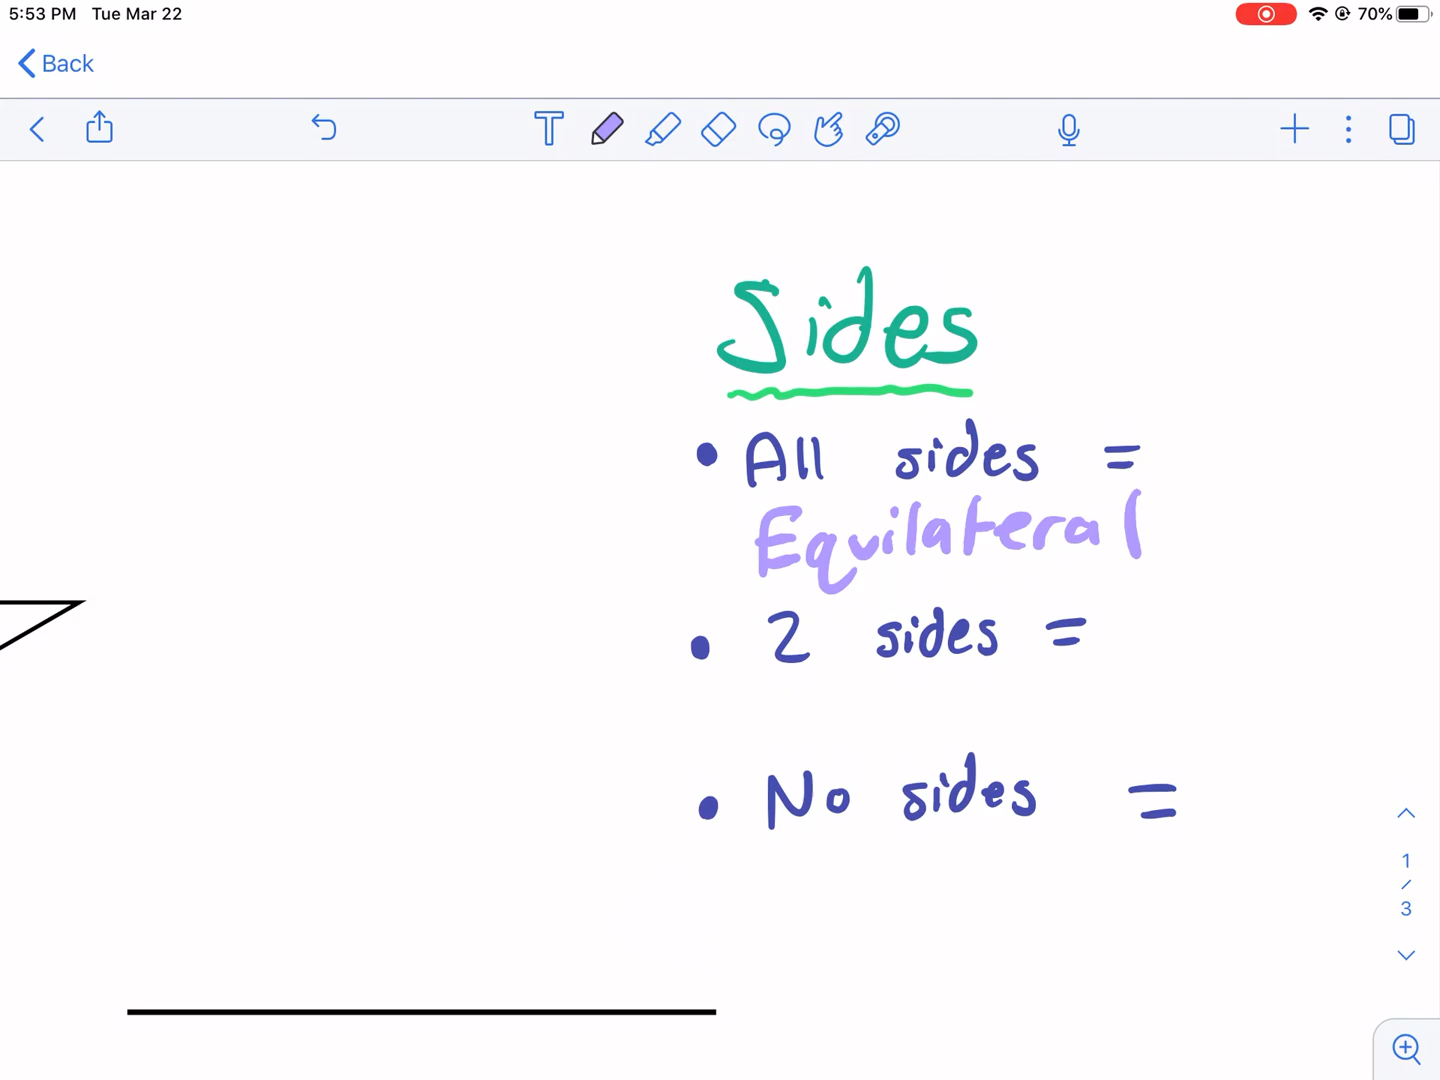 5:53 PM Tue Mar 22
70%
Back
Sides
• All sides =
Equilateral
• 2 sides =
• No sides =
1
/
3